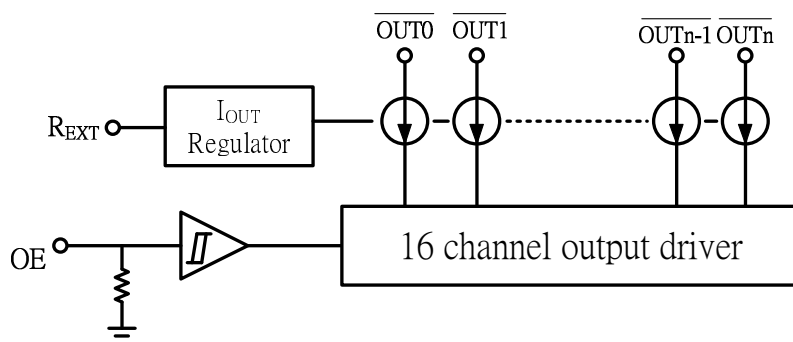 OUT0 OUT1 OUTn-1 OUTn
REXT
IOUT
Regulator
OE
16 channel output driver